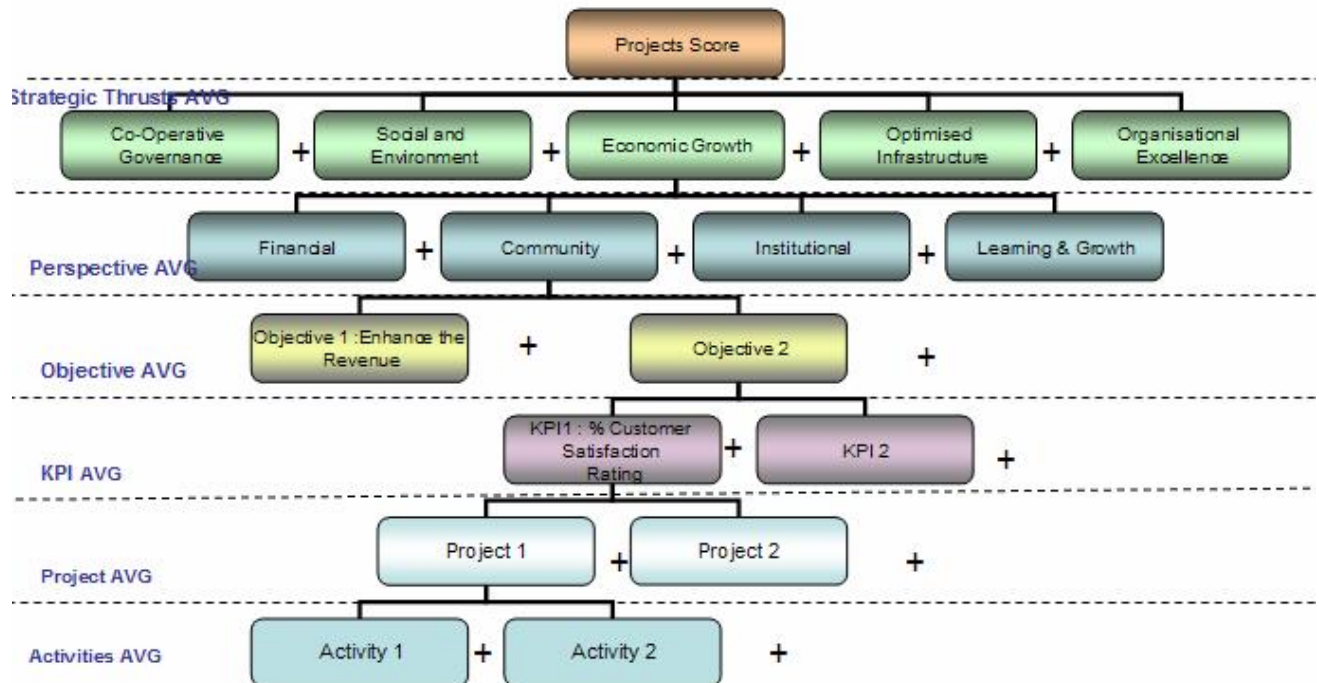 Projects Score
Strategic Thrusts AVG
Co-Operative
Governance
+
Social and
Environment
+
Economic Growth
+
Optimised
Infrastructure
+
Organisational
Excellence
Financial
+
Community
+
Institutional
+
Learning & Growth
Perspective AVG
Objective 1 :Enhance the
Revenue
+
Objective 2
+
Objective AVG
KPI1 : % Customer
Satisfaction
Rating
+
KPI 2
+
KPI AVG
Project 1
+
Project 2
+
Project AVG
Activity 1
+
Activity 2
+
Activities AVG